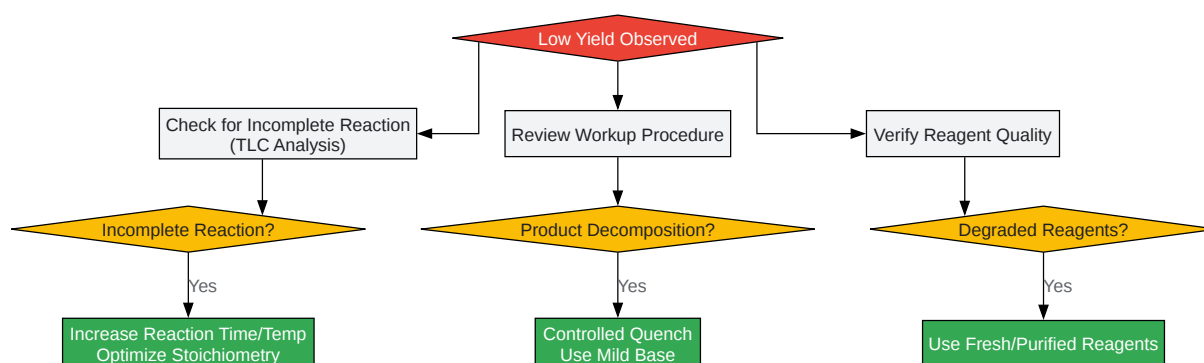 Low Yield Observed
Check for Incomplete Reaction
(TLC Analysis)
Review Workup Procedure
Verify Reagent Quality
Incomplete Reaction?
Product Decomposition?
Degraded Reagents?
Yes
Yes
Yes
Increase Reaction Time/Temp
Optimize Stoichiometry
Controlled Quench
Use Mild Base
Use Fresh/Purified Reagents